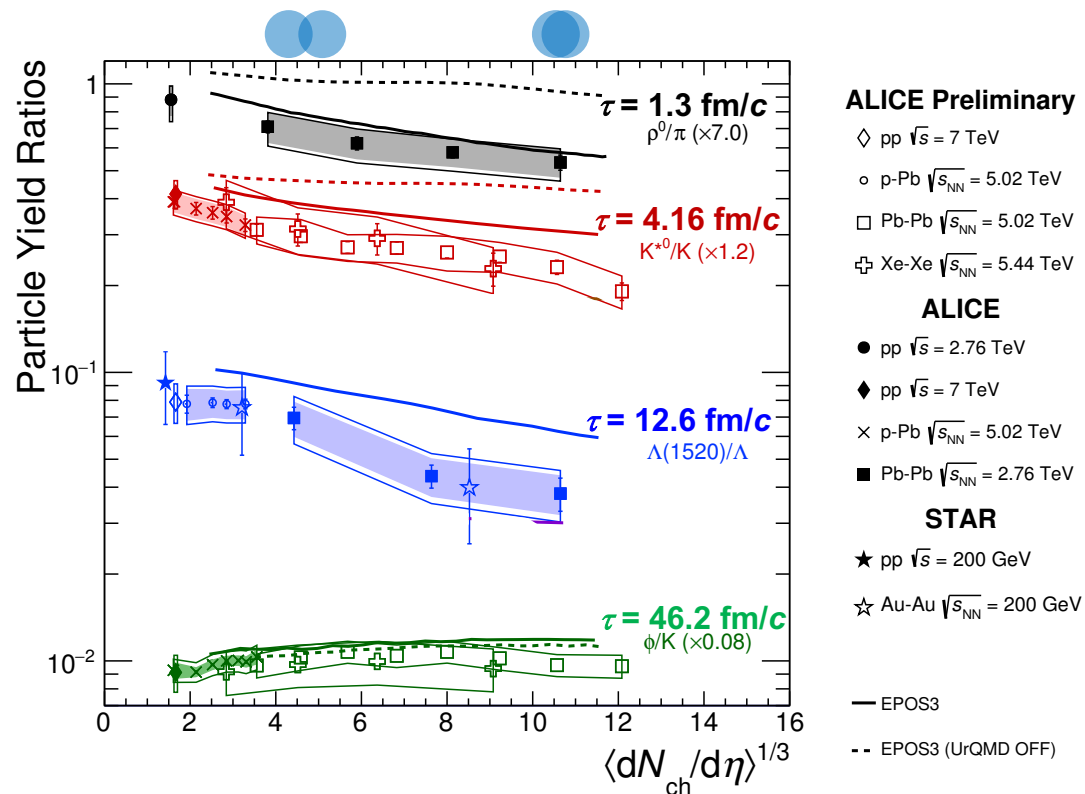 Particle Yield Ratios
1
10⁻¹
10⁻²
0 2 4 6 8 10 12 14 16
⟨dN_ch/dη⟩^1/3
τ = 1.3 fm/c
ρ⁰/π (×7.0)
τ = 4.16 fm/c
K*⁰/K (×1.2)
τ = 12.6 fm/c
Λ(1520)/Λ
τ = 46.2 fm/c
ϕ/K (×0.08)
ALICE Preliminary
pp √s = 7 TeV
p-Pb √s_NN = 5.02 TeV
Pb-Pb √s_NN = 5.02 TeV
Xe-Xe √s_NN = 5.44 TeV
ALICE
pp √s = 2.76 TeV
pp √s = 7 TeV
p-Pb √s_NN = 5.02 TeV
Pb-Pb √s_NN = 2.76 TeV
STAR
pp √s = 200 GeV
Au-Au √s_NN = 200 GeV
EPOS3
EPOS3 (UrQMD OFF)